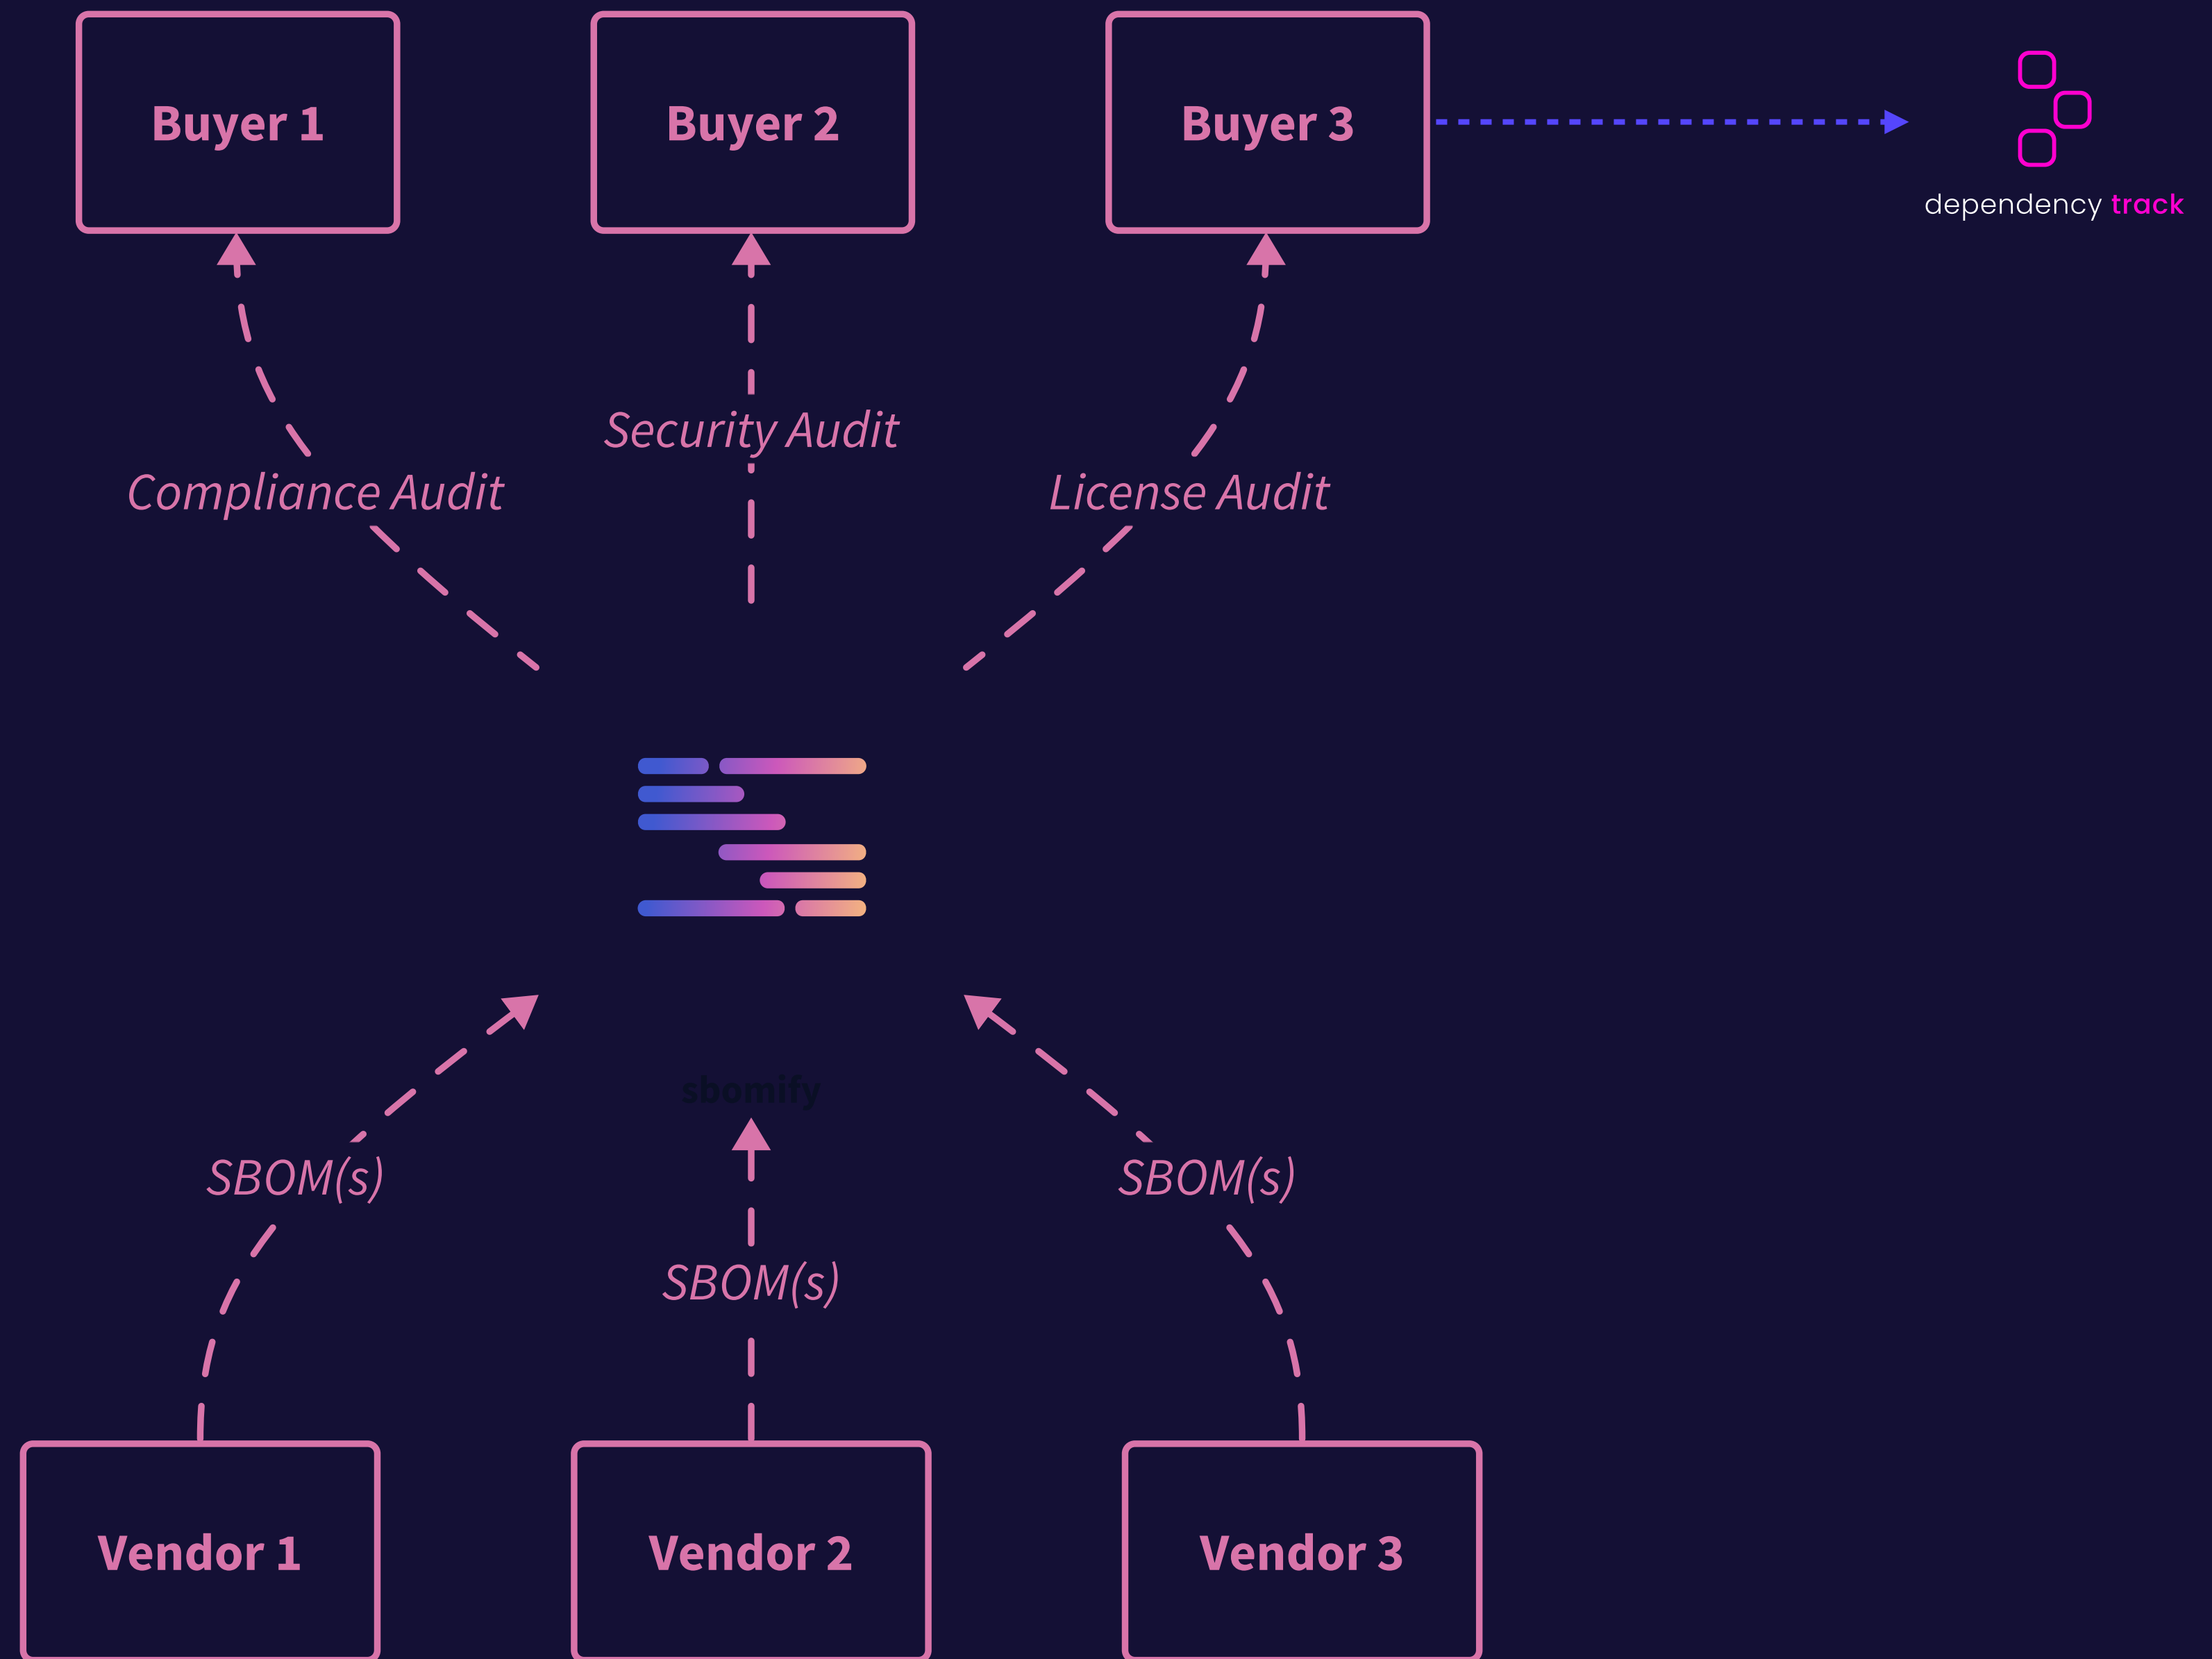 Buyer 1
Buyer 2
Buyer 3
dependency track
Security Audit
Compliance Audit
License Audit
sbomify
SBOM(s)
SBOM(s)
SBOM(s)
Vendor 1
Vendor 2
Vendor 3